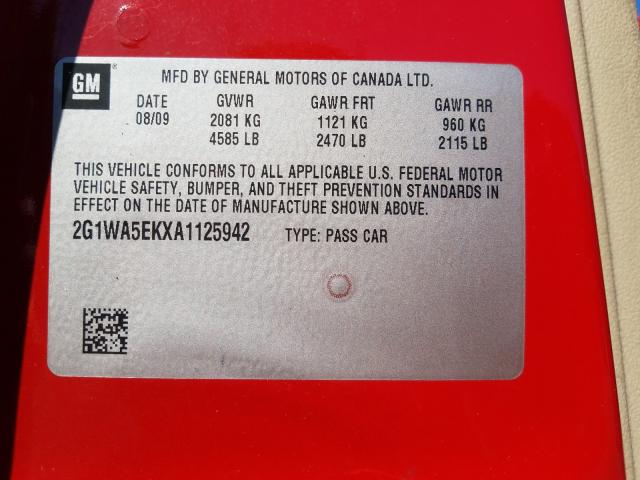 GM ® MFD BY GENERAL MOTORS OF CANADA LTD.
DATE GVWR GAWR FRT GAWR RR
08/09 2081 KG 1121 KG 960 KG
4585 LB 2470 LB 2115 LB
THIS VEHICLE CONFORMS TO ALL APPLICABLE U.S. FEDERAL MOTOR
VEHICLE SAFETY, BUMPER, AND THEFT PREVENTION STANDARDS IN
EFFECT ON THE DATE OF MANUFACTURE SHOWN ABOVE.
2G1WA5EKXA1125942 TYPE: PASS CAR